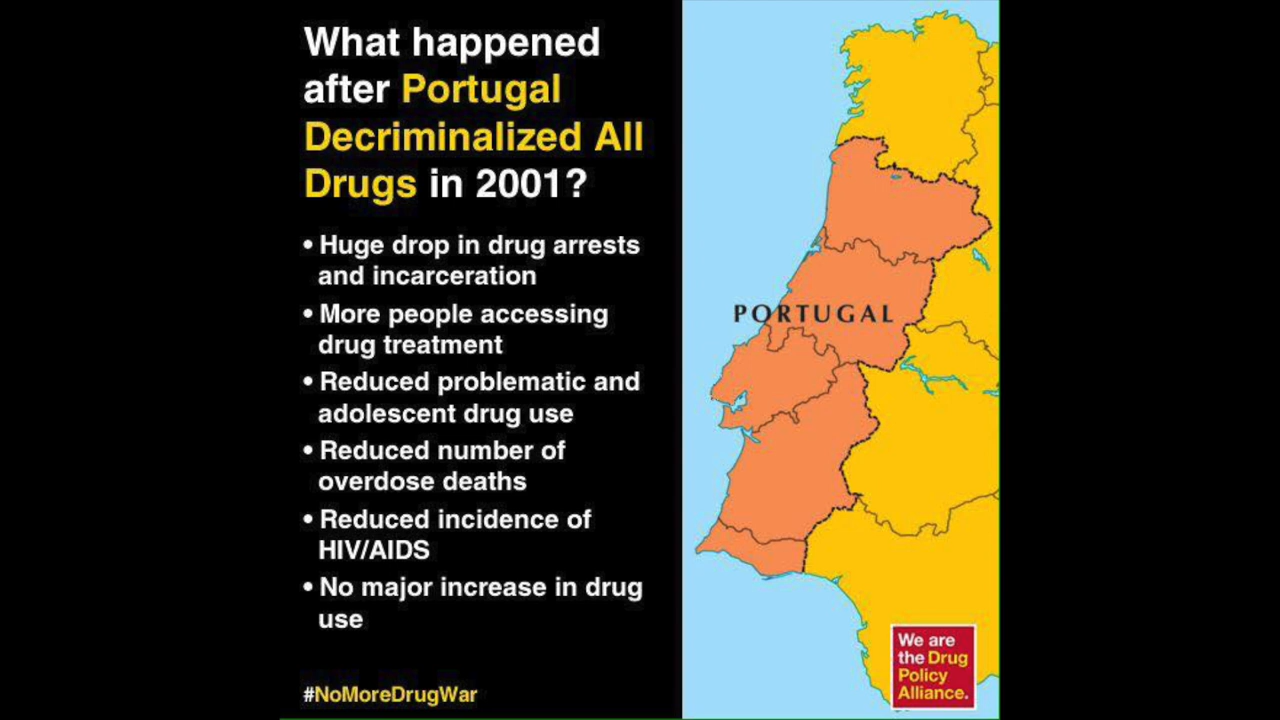 What happened
after Portugal
Decriminalized All
Drugs in 2001?
• Huge drop in drug arrests
and incarceration
• More people accessing
drug treatment
• Reduced problematic and
adolescent drug use
• Reduced number of
overdose deaths
• Reduced incidence of
HIV/AIDS
• No major increase in drug
use
#NoMoreDrugWar
PORTUGAL
We are
the Drug
Policy
Alliance.